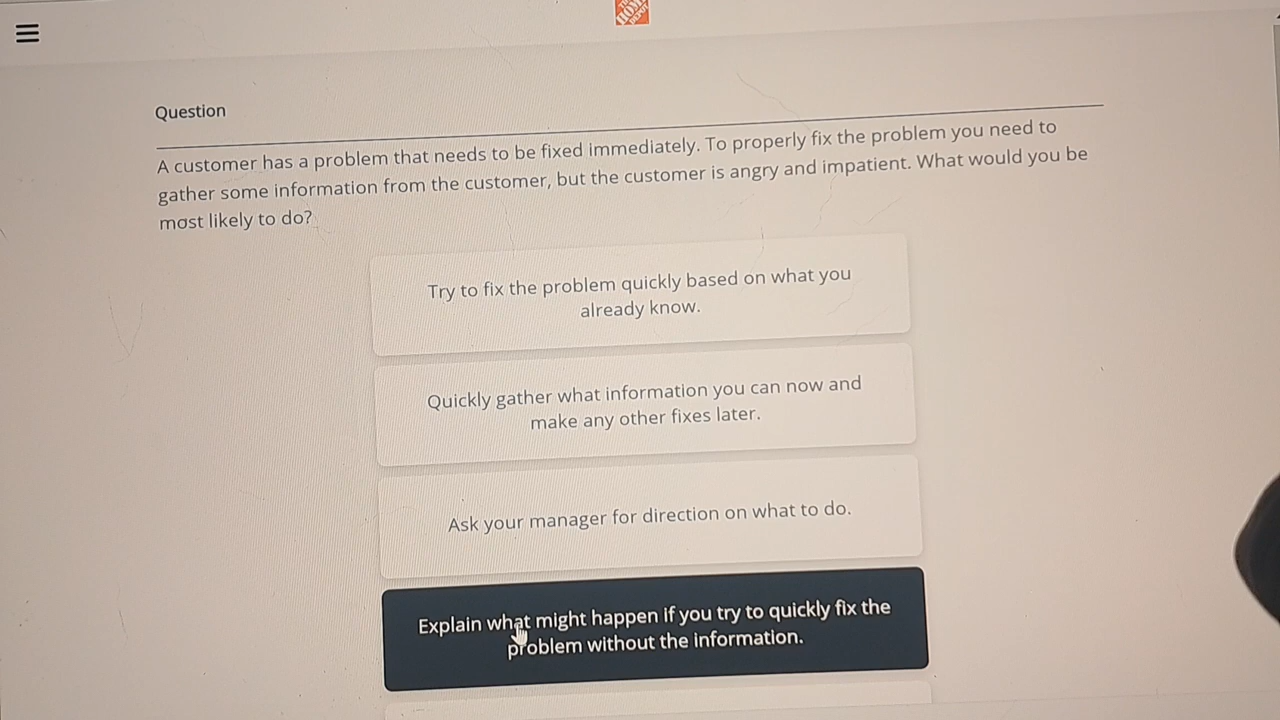 THE HOME DEPOT
Question
A customer has a problem that needs to be fixed immediately. To properly fix the problem you need to
gather some information from the customer, but the customer is angry and impatient. What would you be
most likely to do?
Try to fix the problem quickly based on what you
already know.
Quickly gather what information you can now and
make any other fixes later.
Ask your manager for direction on what to do.
Explain what might happen if you try to quickly fix the
problem without the information.